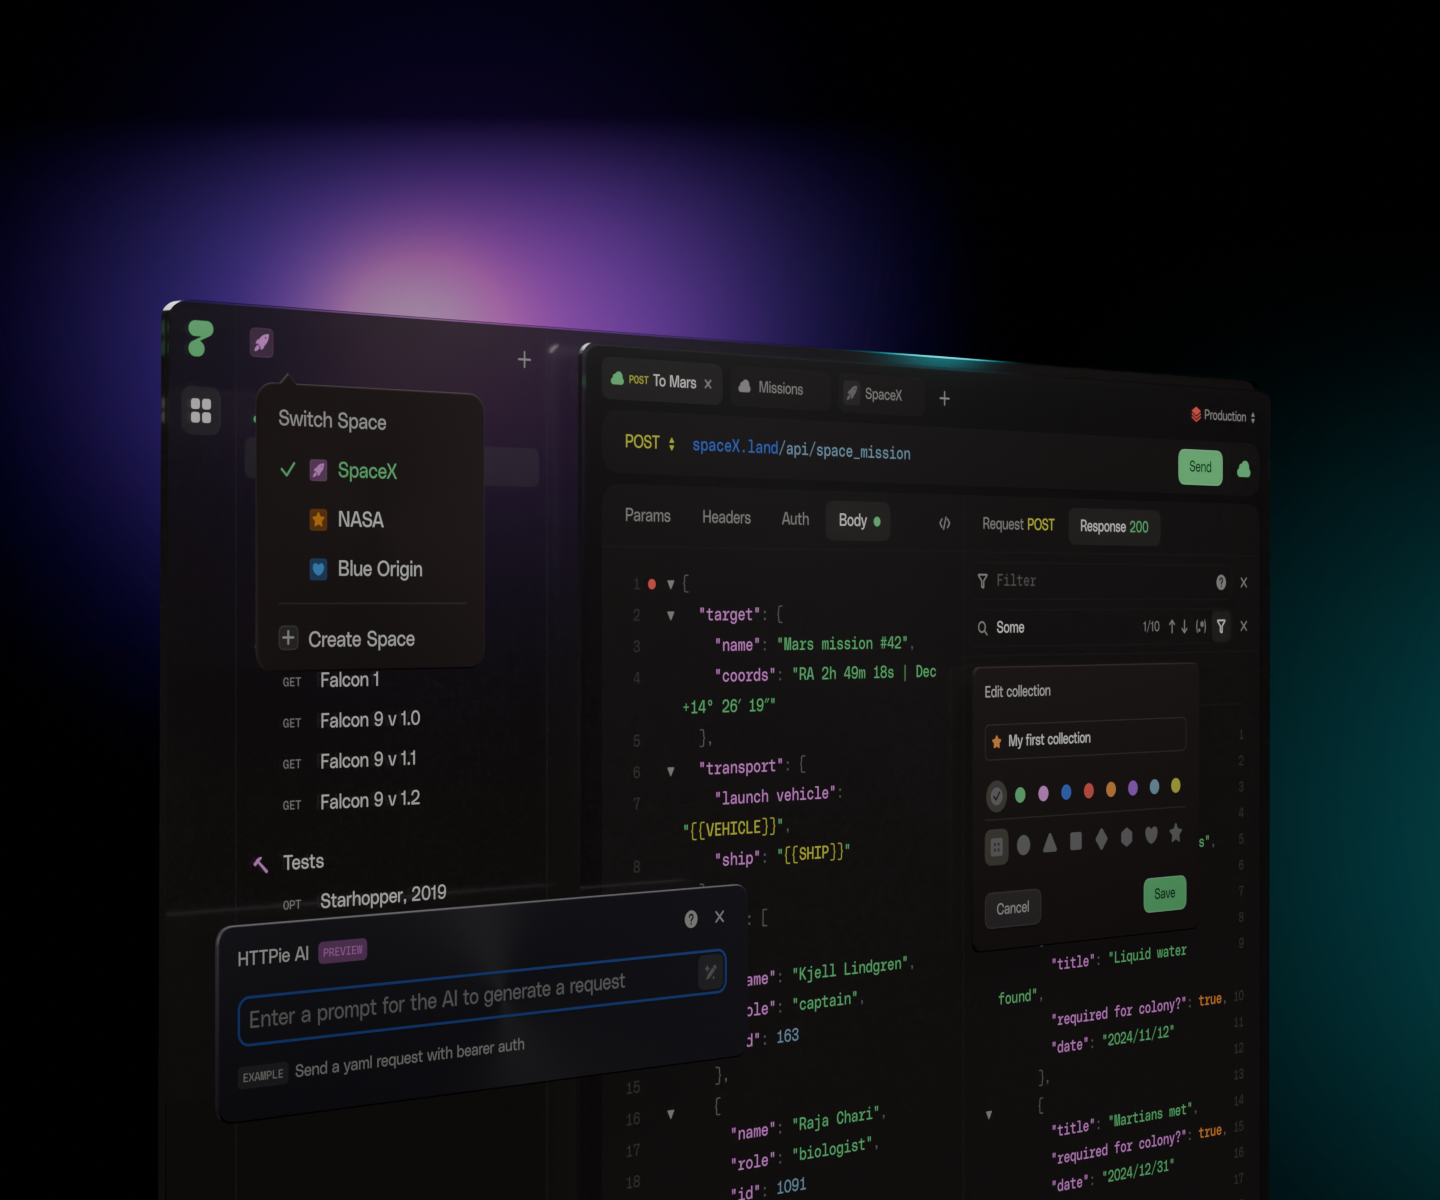 Switch Space
SpaceX
NASA
Blue Origin
Create Space
GET Falcon 1
GET Falcon 9 v 1.0
GET Falcon 9 v 1.1
GET Falcon 9 v 1.2
Tests
OPT Starhopper, 2019
HTTPie AI PREVIEW
Enter a prompt for the AI to generate a request
EXAMPLE Send a yaml request with bearer auth
POST To Mars
Missions
SpaceX
Production
POST spaceX.land/api/space_mission
Send
Params Headers Auth Body
1 {
2 "target": {
3 "name": "Mars mission #42",
4 "coords": "RA 2h 49m 18s | Dec
+14° 26′ 19″"
5 },
6 "transport": {
7 "launch vehicle":
"{{VEHICLE}}",
8 "ship": "{{SHIP}}"
: [
ame": "Kjell Lindgren",
ole": "captain",
d": 163
15 },
16 {
17 "name": "Raja Chari",
18 "role": "biologist",
"id": 1091
Request POST Response 200
Filter
Some 1/10 (.*)
Edit collection
My first collection
Cancel Save
1
2
3
4
s", 5
6
7
8
"title": "Liquid water 9
found", 10
"required for colony?": true, 11
"date": "2024/11/12" 12
}, 13
{ 14
"title": "Martians met", 15
"required for colony?": true, 16
"date": "2024/12/31" 17